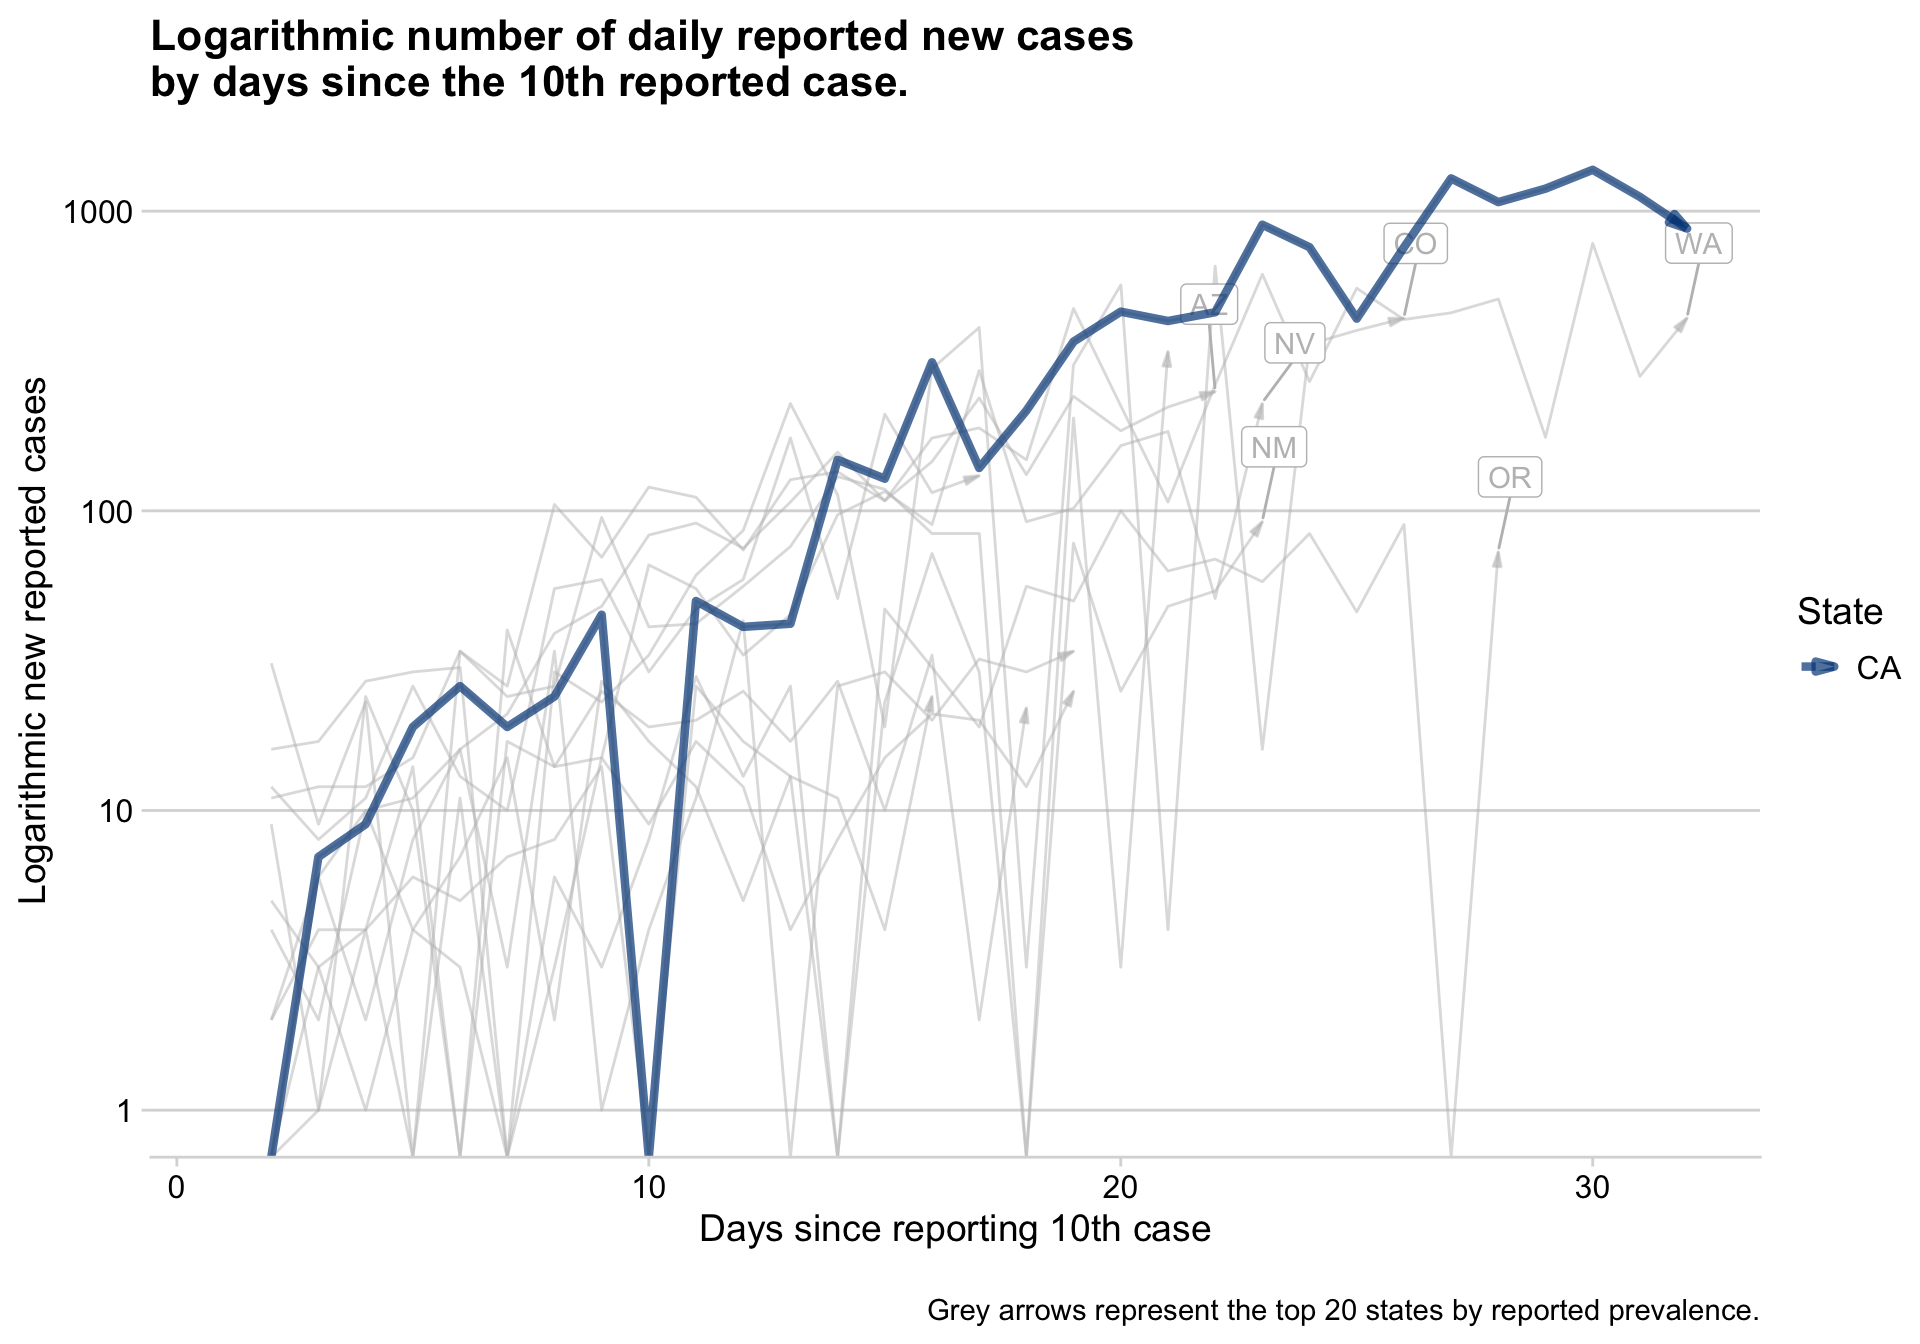 Logarithmic number of daily reported new cases
by days since the 10th reported case.
Logarithmic new reported cases
1000
100
10
1
CO
WA
AZ
NV
NM
OR
State
CA
0
10
20
30
Days since reporting 10th case
Grey arrows represent the top 20 states by reported prevalence.